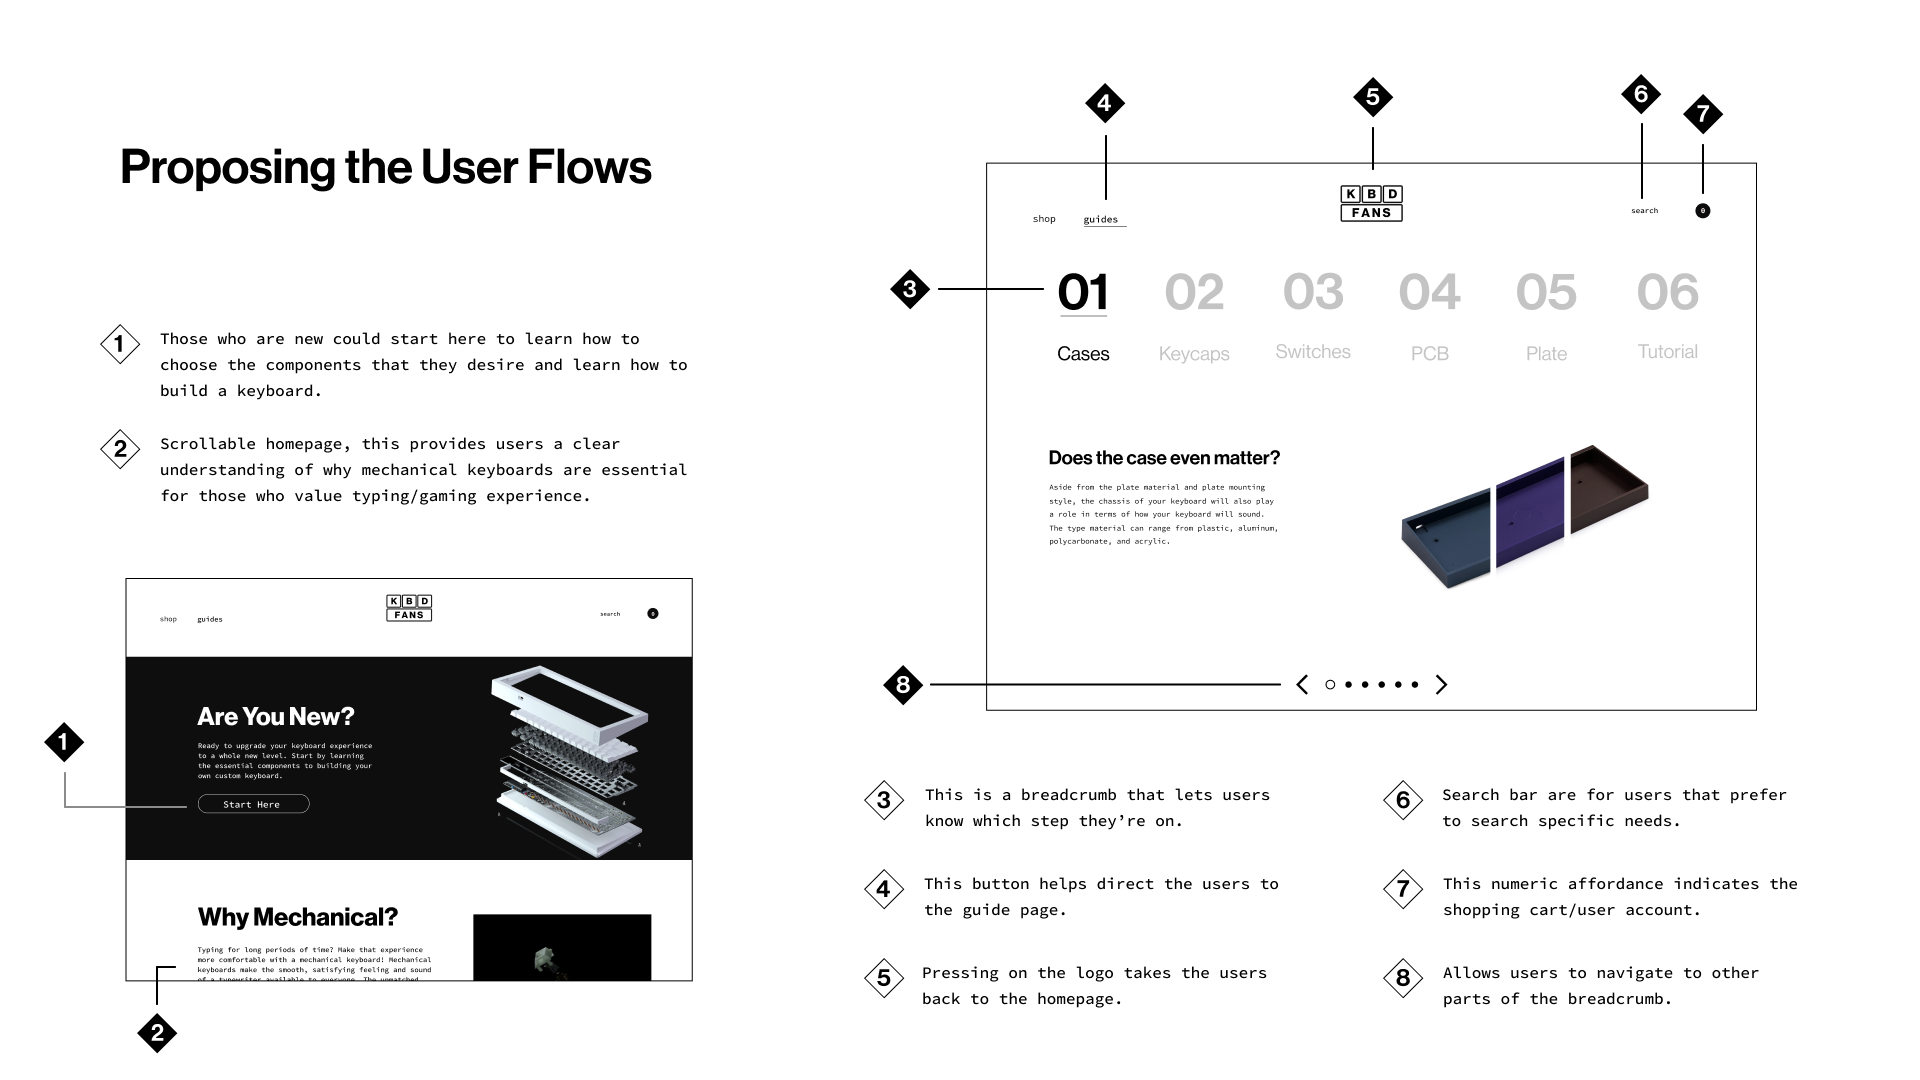 Proposing the User Flows
1
Those who are new could start here to learn how to
choose the components that they desire and learn how to
build a keyboard.
2
Scrollable homepage, this provides users a clear
understanding of why mechanical keyboards are essential
for those who value typing/gaming experience.
K B D
FANS
shop guides
search 0
1
Are You New?
Ready to upgrade your keyboard experience
to a whole new level. Start by learning
the essential components to building your
own custom keyboard.
Start Here
Why Mechanical?
Typing for long periods of time? Make that experience
more comfortable with a mechanical keyboard! Mechanical
keyboards make the smooth, satisfying feeling and sound
of a typewriter available to everyone. The unmatched
2
4
5
6
7
K B D
FANS
shop guides
search 0
3
01 02 03 04 05 06
Cases Keycaps Switches PCB Plate Tutorial
Does the case even matter?
Aside from the plate material and plate mounting
style, the chassis of your keyboard will also play
a role in terms of how your keyboard will sound.
The type material can range from plastic, aluminum,
polycarbonate, and acrylic.
8
3
This is a breadcrumb that lets users
know which step they’re on.
4
This button helps direct the users to
the guide page.
5
Pressing on the logo takes the users
back to the homepage.
6
Search bar are for users that prefer
to search specific needs.
7
This numeric affordance indicates the
shopping cart/user account.
8
Allows users to navigate to other
parts of the breadcrumb.